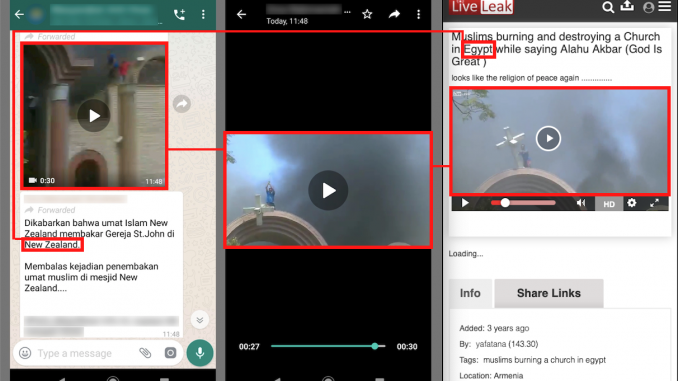 Forwarded
0:30
11:48
Forwarded
Dikabarkan bahwa umat Islam New
Zealand membakar Gereja St.John di
New Zealand.
Membalas kejadian penembakan
umat muslim di mesjid New
Zealand....
11:48
Type a message
Today, 11:48
00:27
00:30
LiveLeak
Muslims burning and destroying a Church
in Egypt while saying Alahu Akbar (God Is
Great )
looks like the religion of peace again .............
HD
Loading...
Info
Share Links
Added: 3 years ago
By: yafatana (143.30)
Tags: muslims burning a church in egypt
Location: Armenia